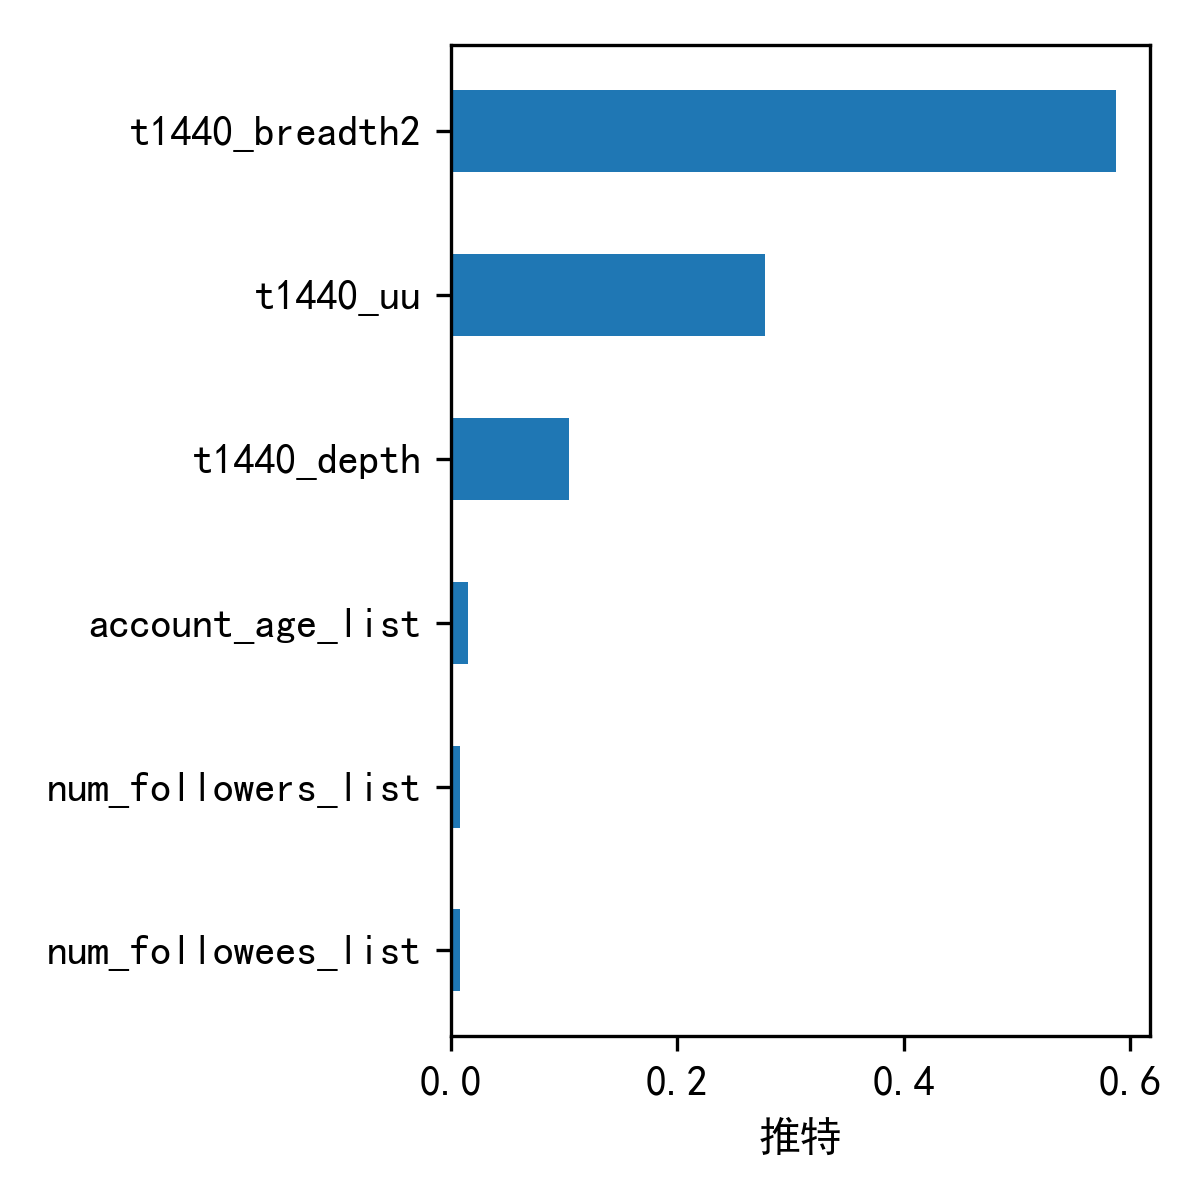 t1440_breadth2
t1440_uu
t1440_depth
account_age_list
num_followers_list
num_followees_list
0.0 0.2 0.4 0.6
推特